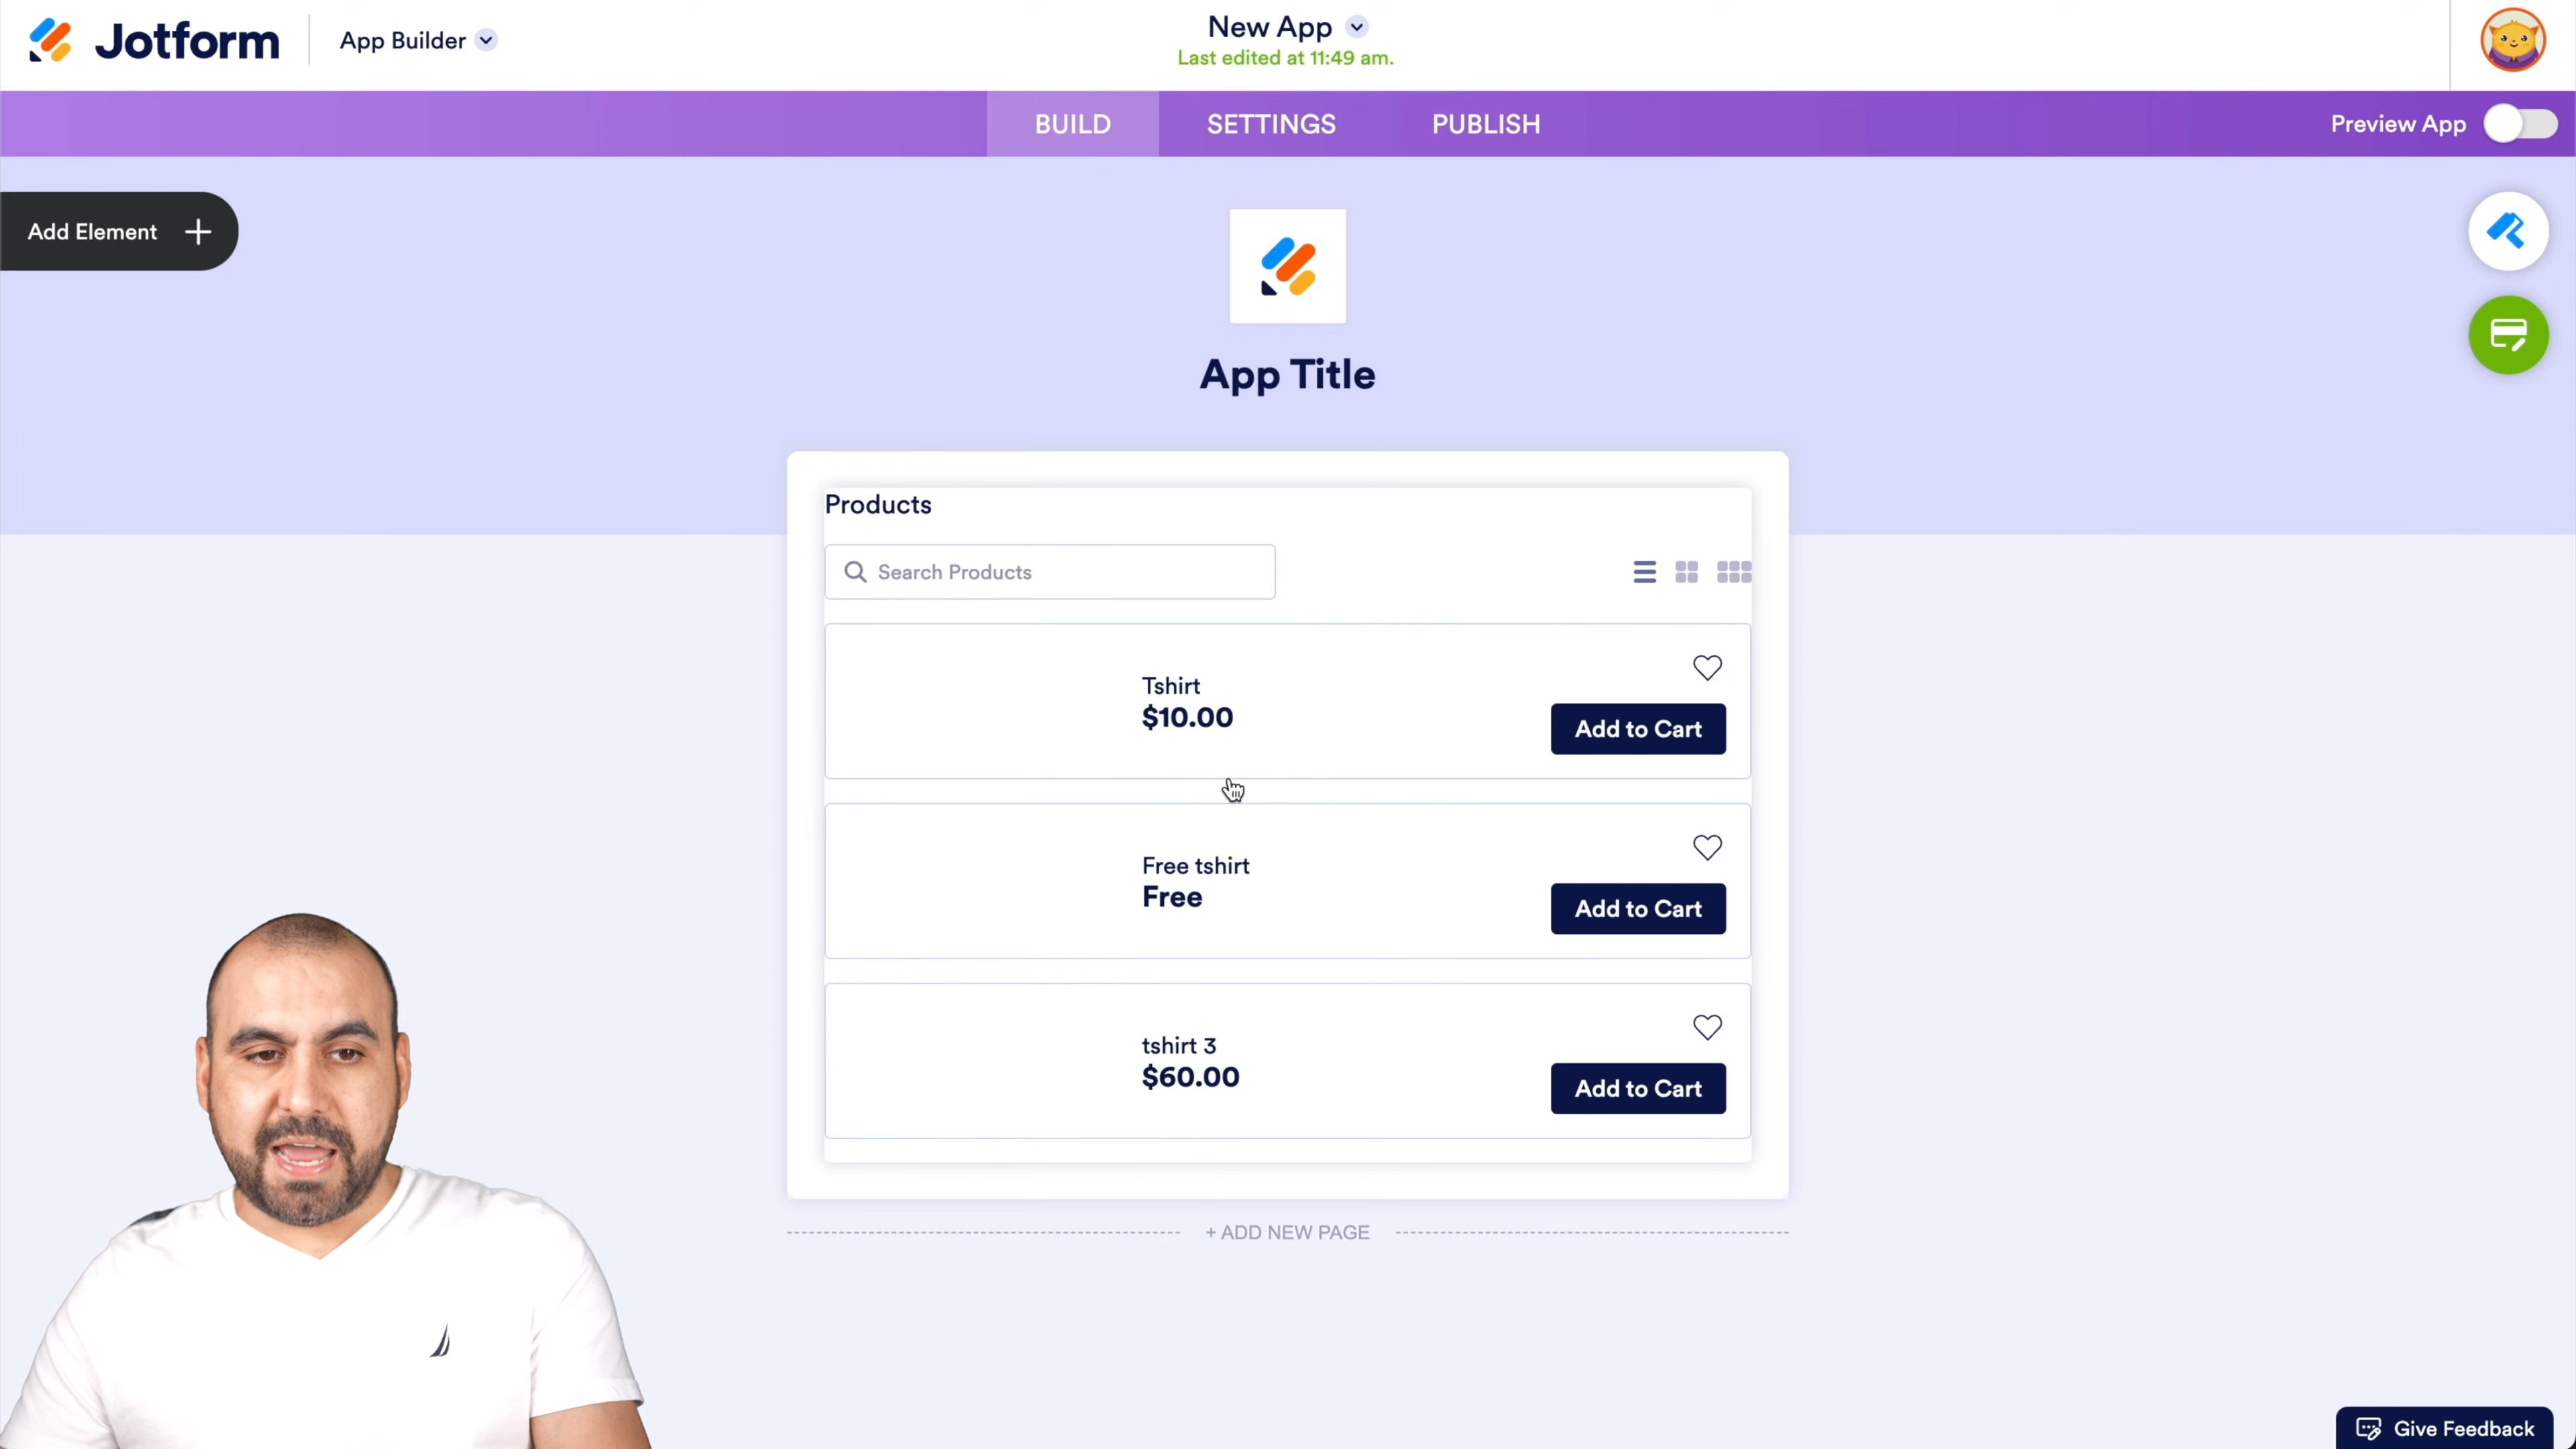 Jotform
App Builder
New App
Last edited at 11:49 am.
BUILD
SETTINGS
PUBLISH
Preview App
Add Element
App Title
Products
Search Products
Tshirt
$10.00
Add to Cart
Free tshirt
Free
Add to Cart
tshirt 3
$60.00
Add to Cart
+ ADD NEW PAGE
Give Feedback